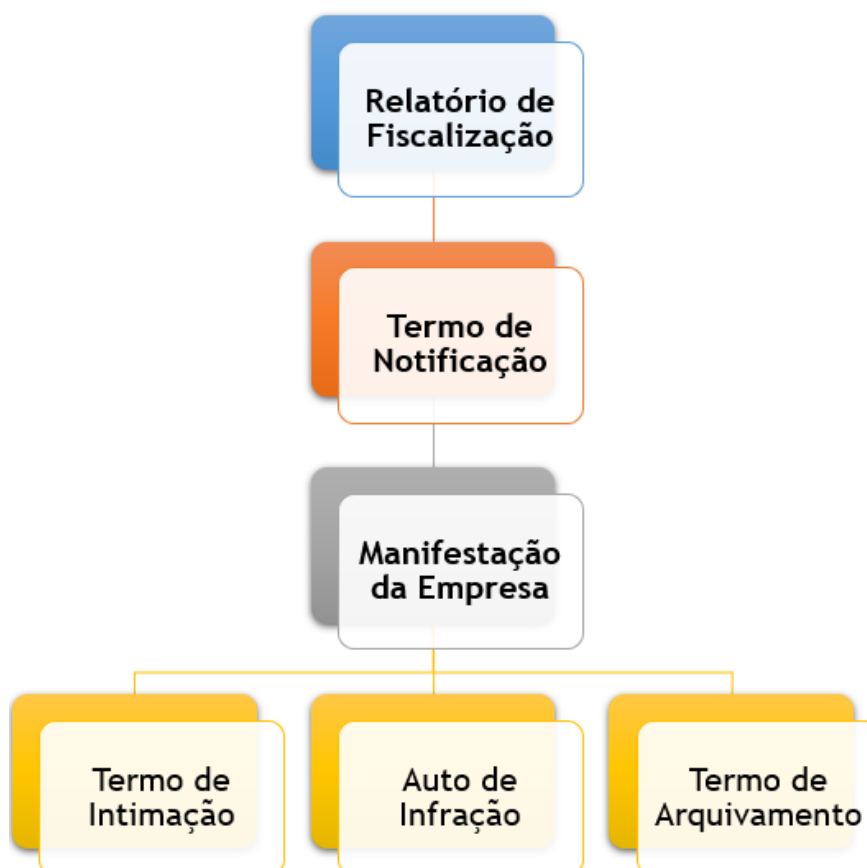 Relatório de
Fiscalização
Termo de
Notificação
Manifestação
da Empresa
Termo de
Intimação
Auto de
Infração
Termo de
Arquivamento